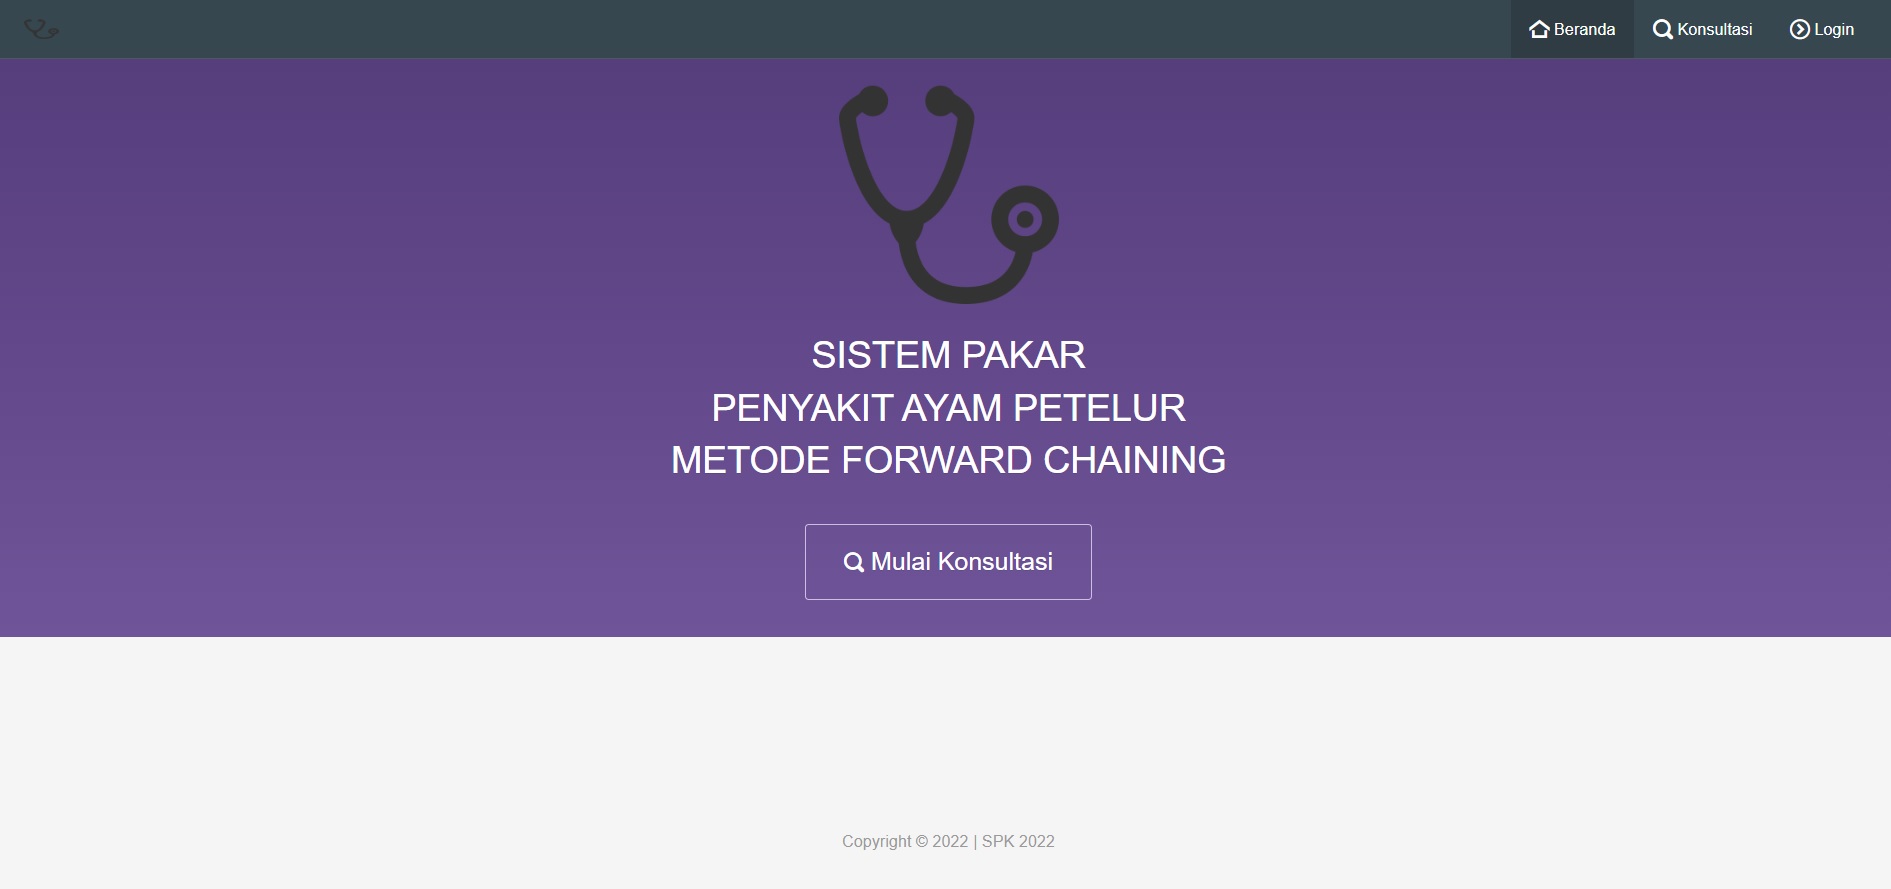 Beranda
Konsultasi
Login
SISTEM PAKAR
PENYAKIT AYAM PETELUR
METODE FORWARD CHAINING
Mulai Konsultasi
Copyright © 2022 | SPK 2022